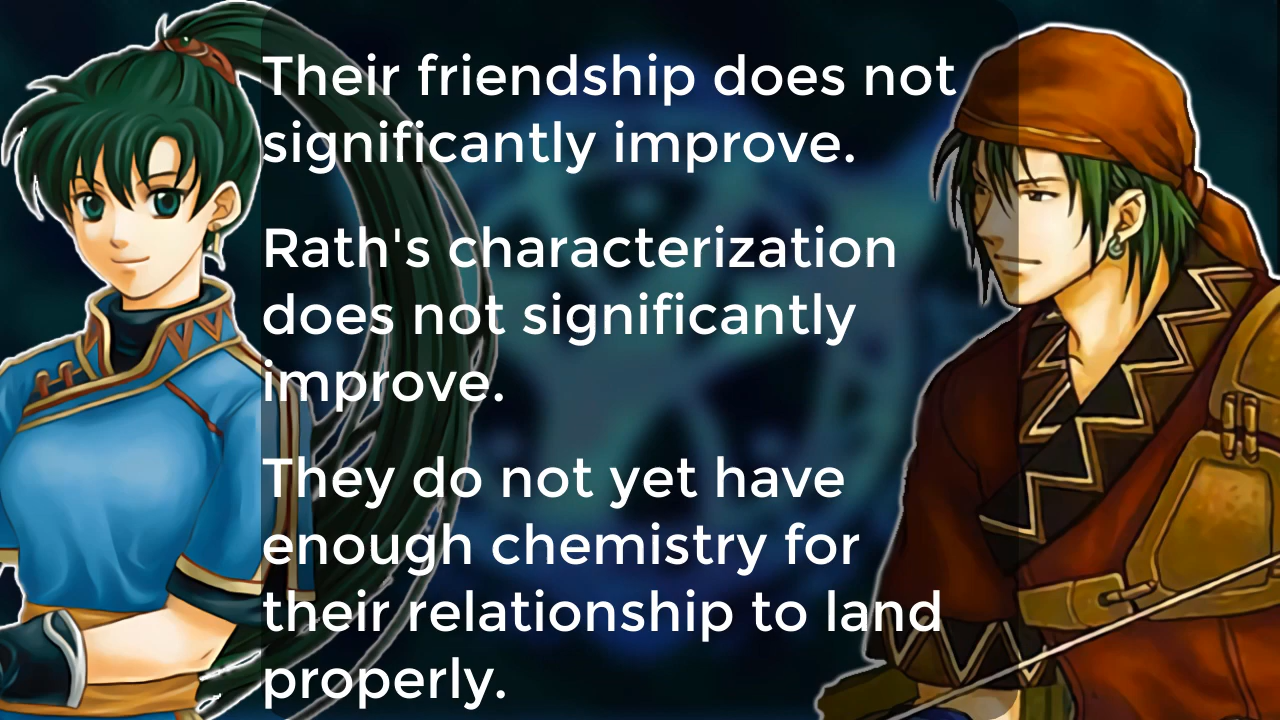 Their friendship does not
significantly improve.
Rath's characterization
does not significantly
improve.
They do not yet have
enough chemistry for
their relationship to land
properly.